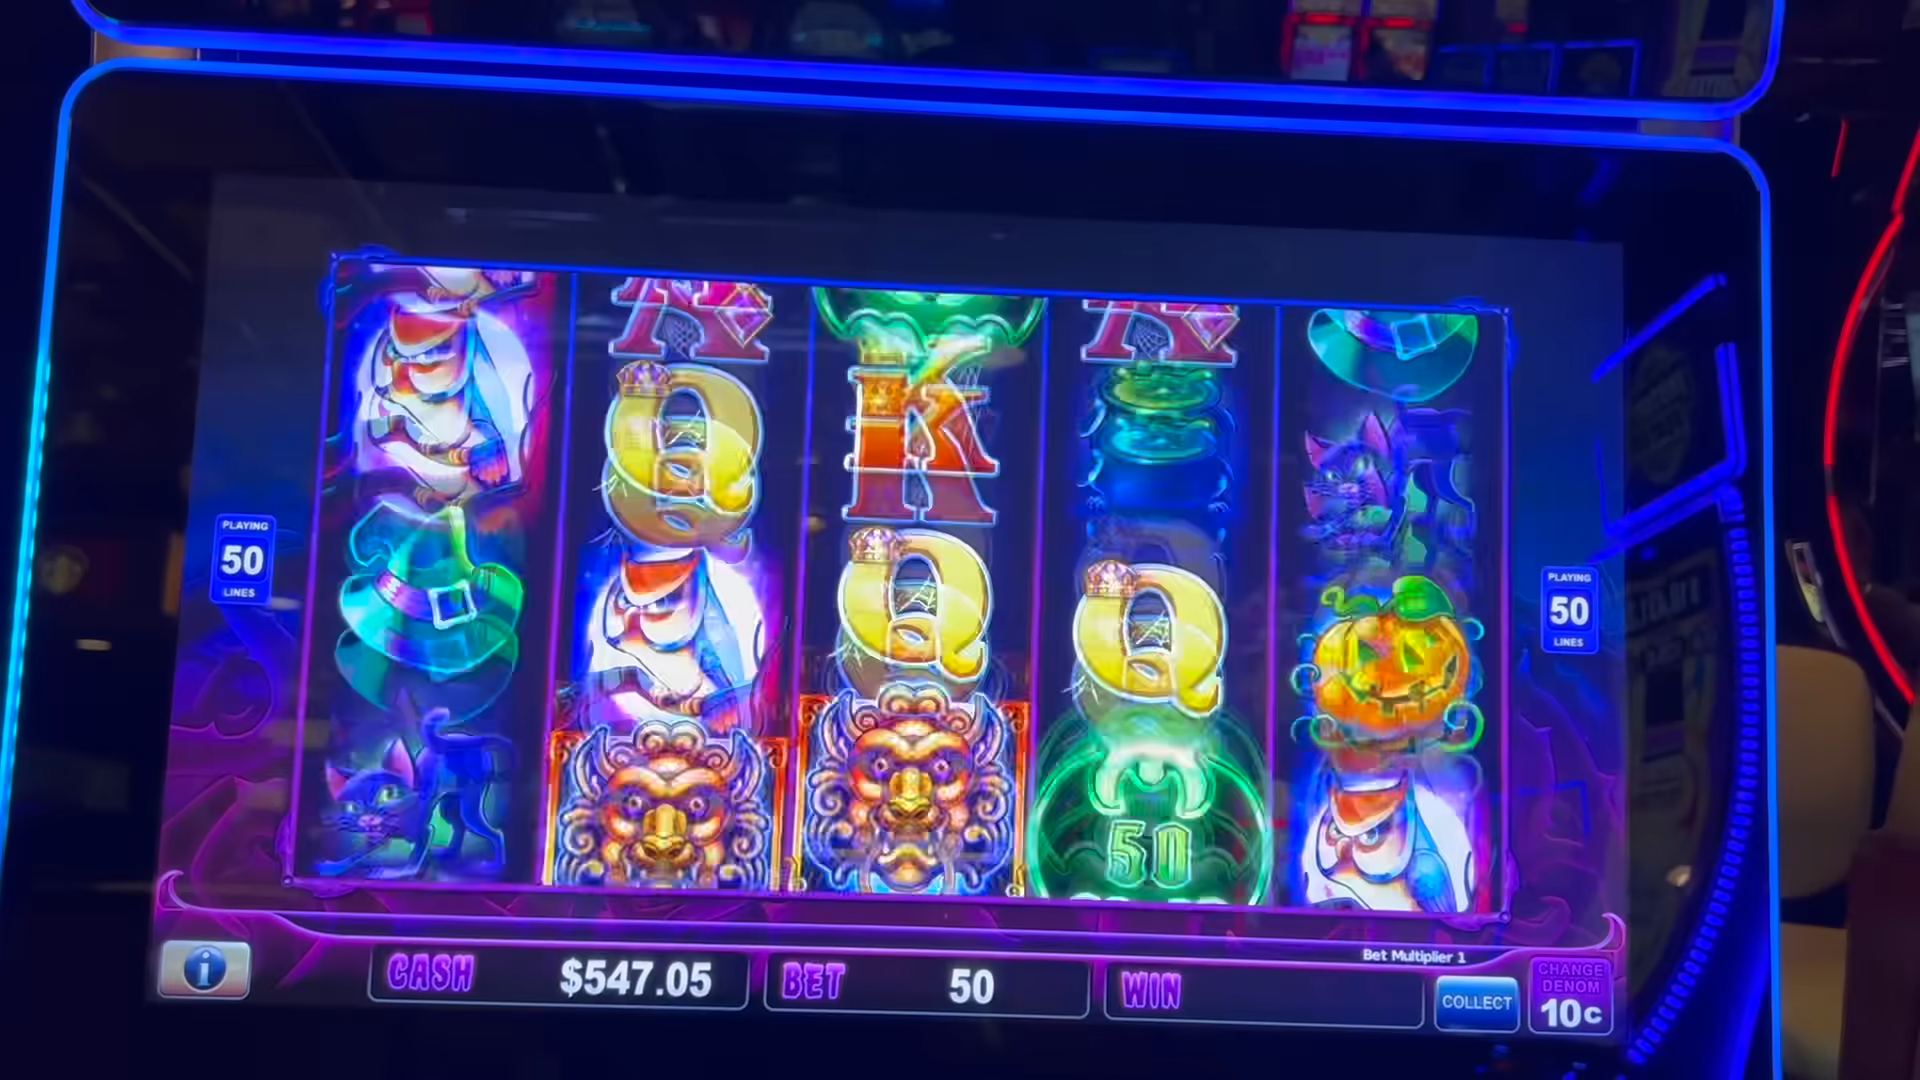 K
Q
Q
Q
50
PLAYING
50
LINES
PLAYING
50
LINES
Bet Multiplier 1
CASH $547.05
BET 50
WIN
COLLECT
CHANGE
DENOM
10¢